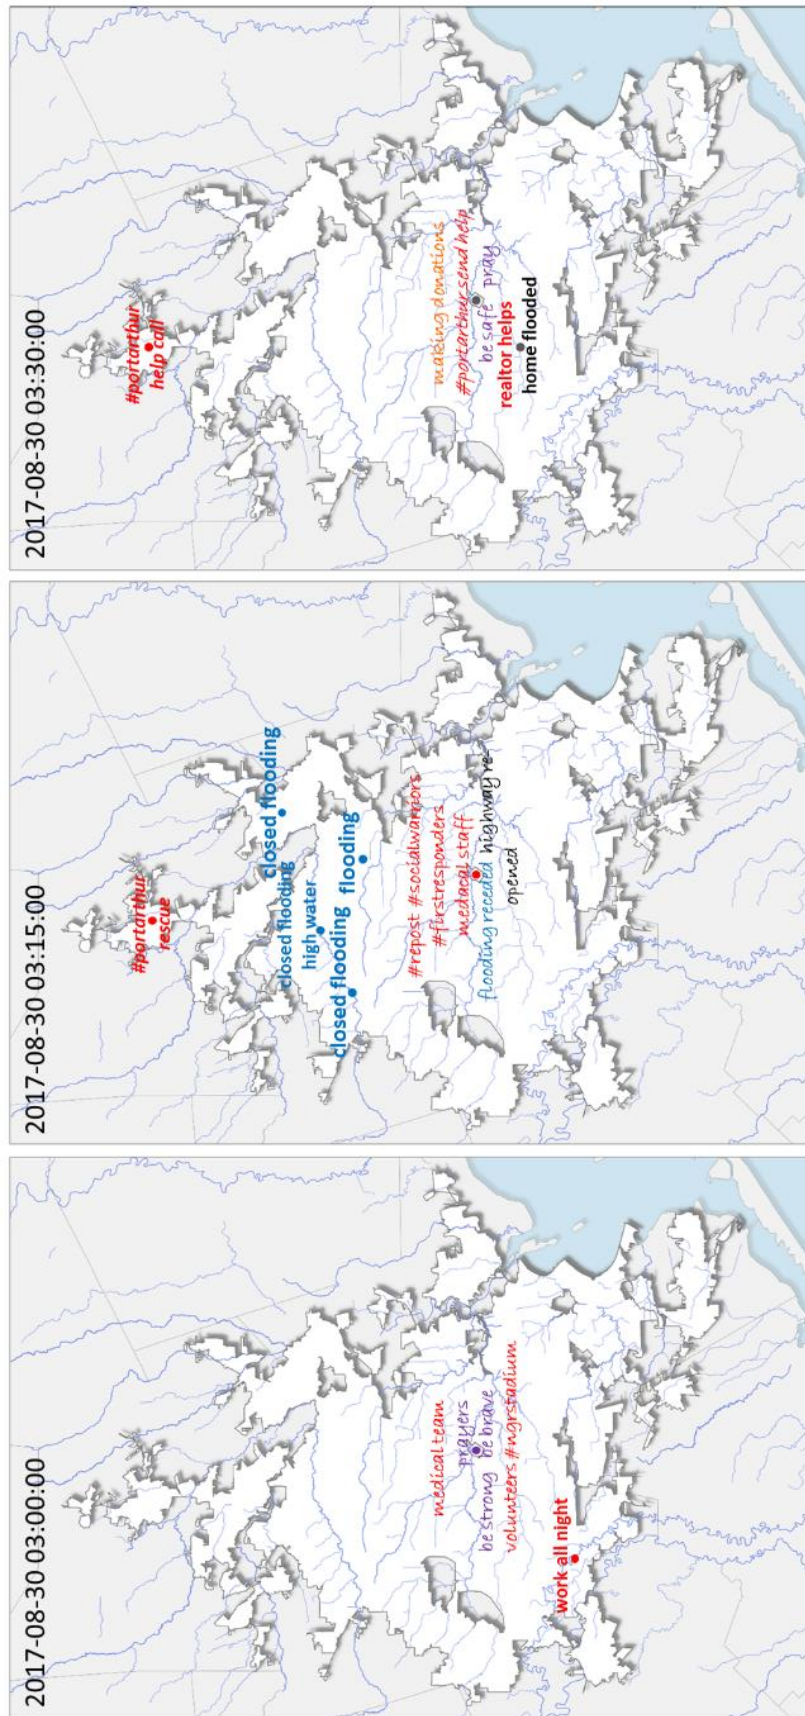 2017-08-30 03:00:00
medical team
prayers
be strong be brave
volunteers #ngrstadium
work all night
2017-08-30 03:15:00
#portarthur
rescue
closed flooding
closed flooding
high water
closed flooding
flooding
#repost #socialwarriors
#firstresponders
medacal staff
flooding receded highway re-
opened
2017-08-30 03:30:00
#portarthur
help call
making donations
#portarthur send help
be safe pray
realtor helps
home flooded